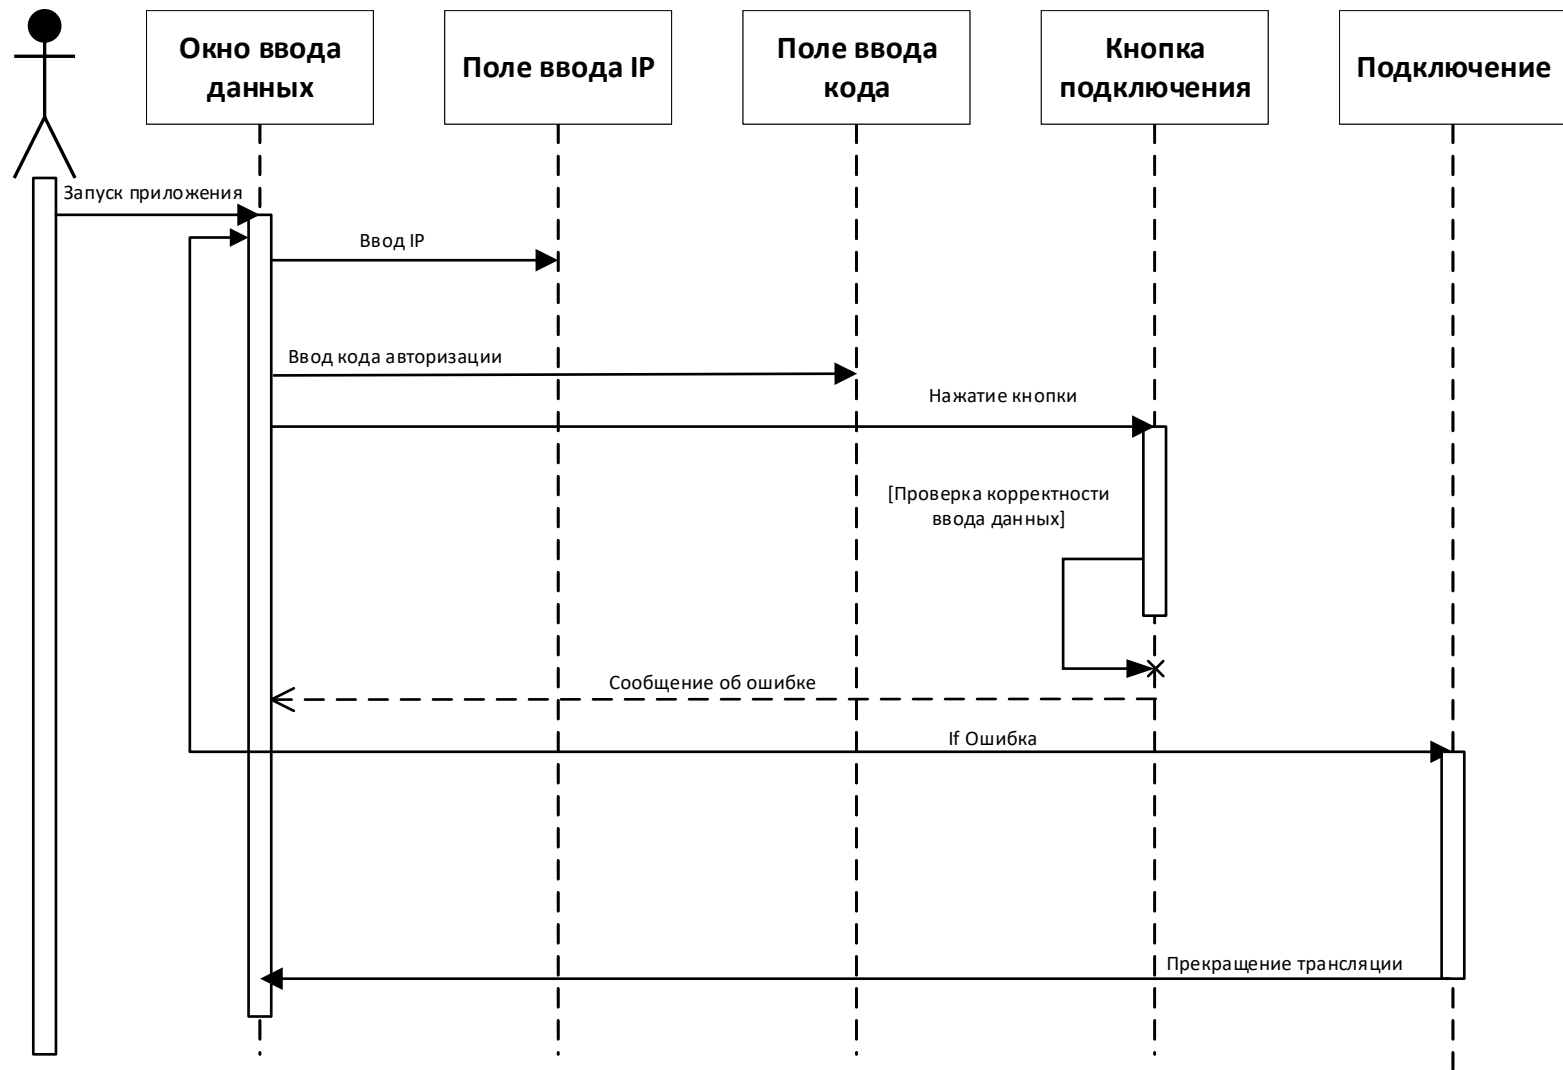 Окно ввода
данных
Поле ввода IP
Поле ввода
кода
Кнопка
подключения
Подключение
Запуск приложения
Ввод IP
Ввод кода авторизации
Нажатие кнопки
[Проверка корректности
ввода данных]
Сообщение об ошибке
If Ошибка
Прекращение трансляции